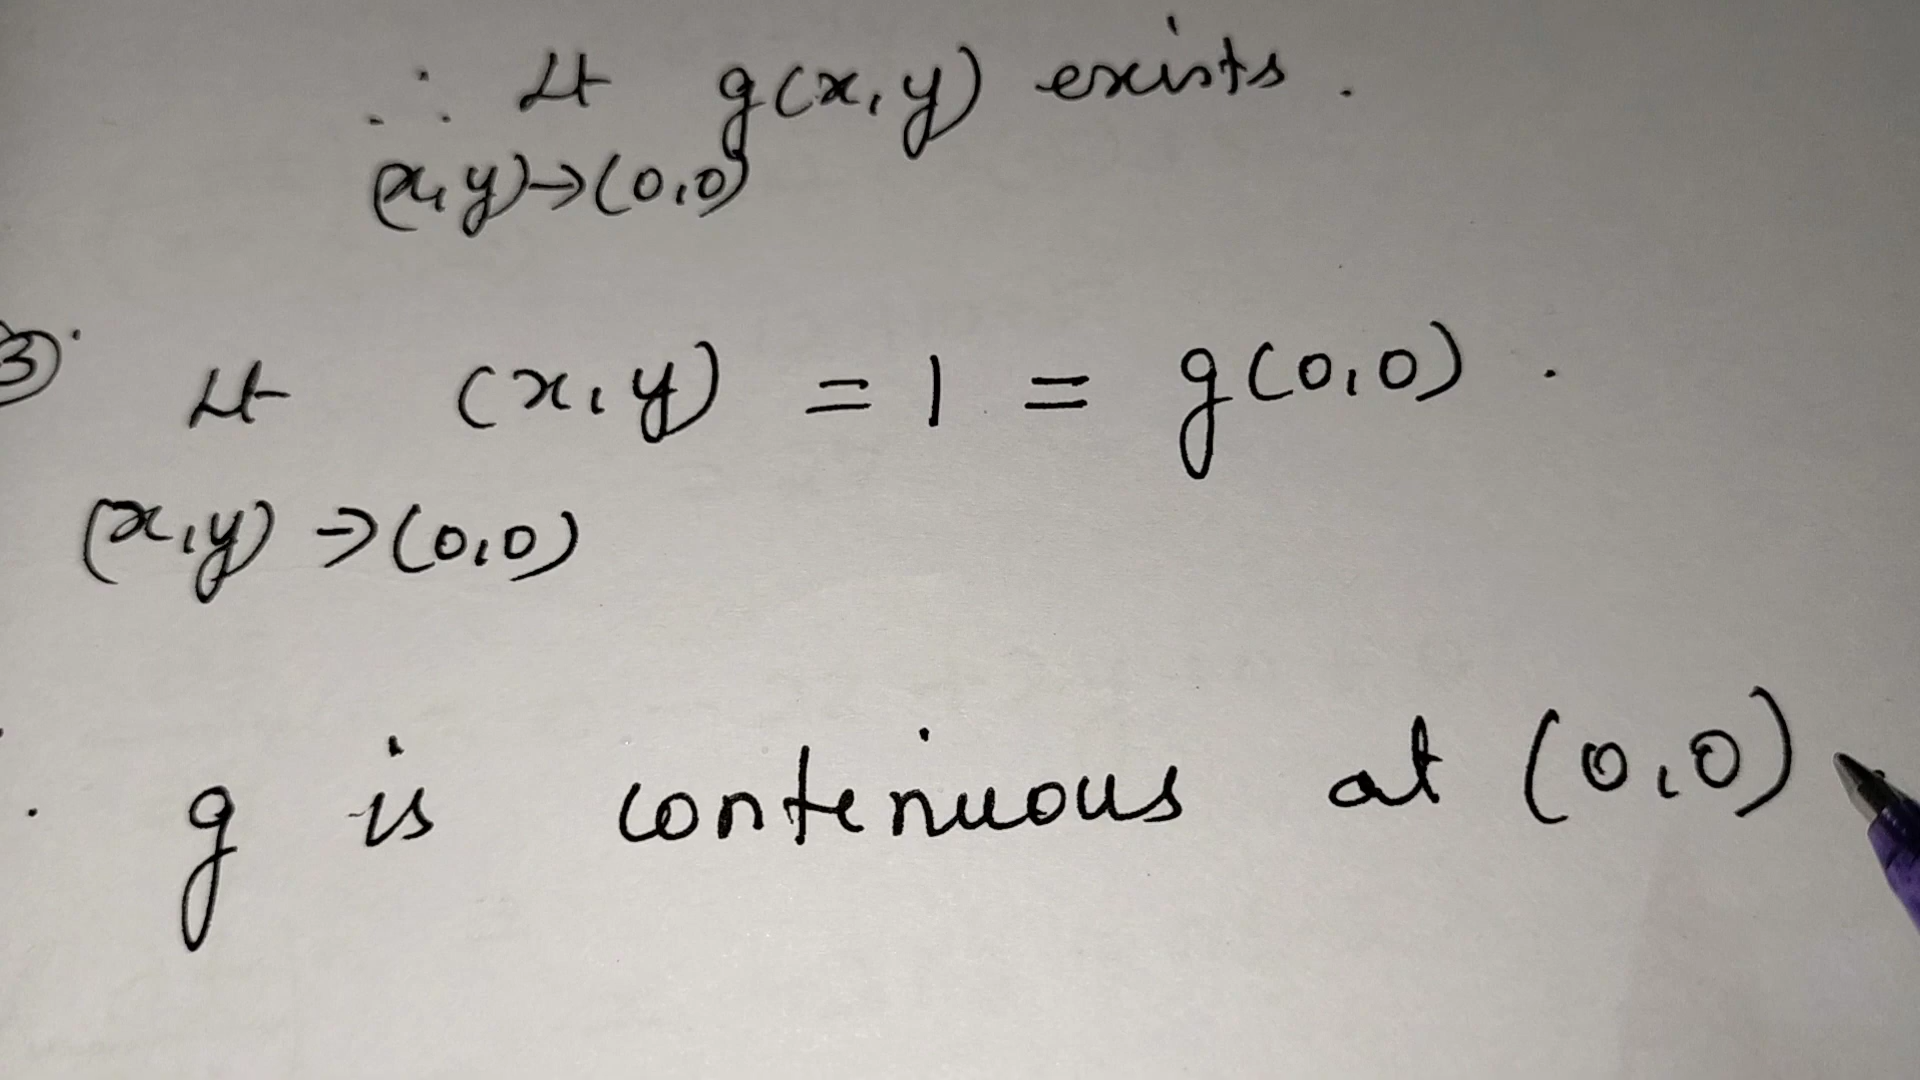 ∴ Lt g(x,y) exists.
(x,y)→(0,0)
③ Lt (x,y) = 1 = g(0,0).
(x,y)→(0,0)
g is contenuous at (0,0)